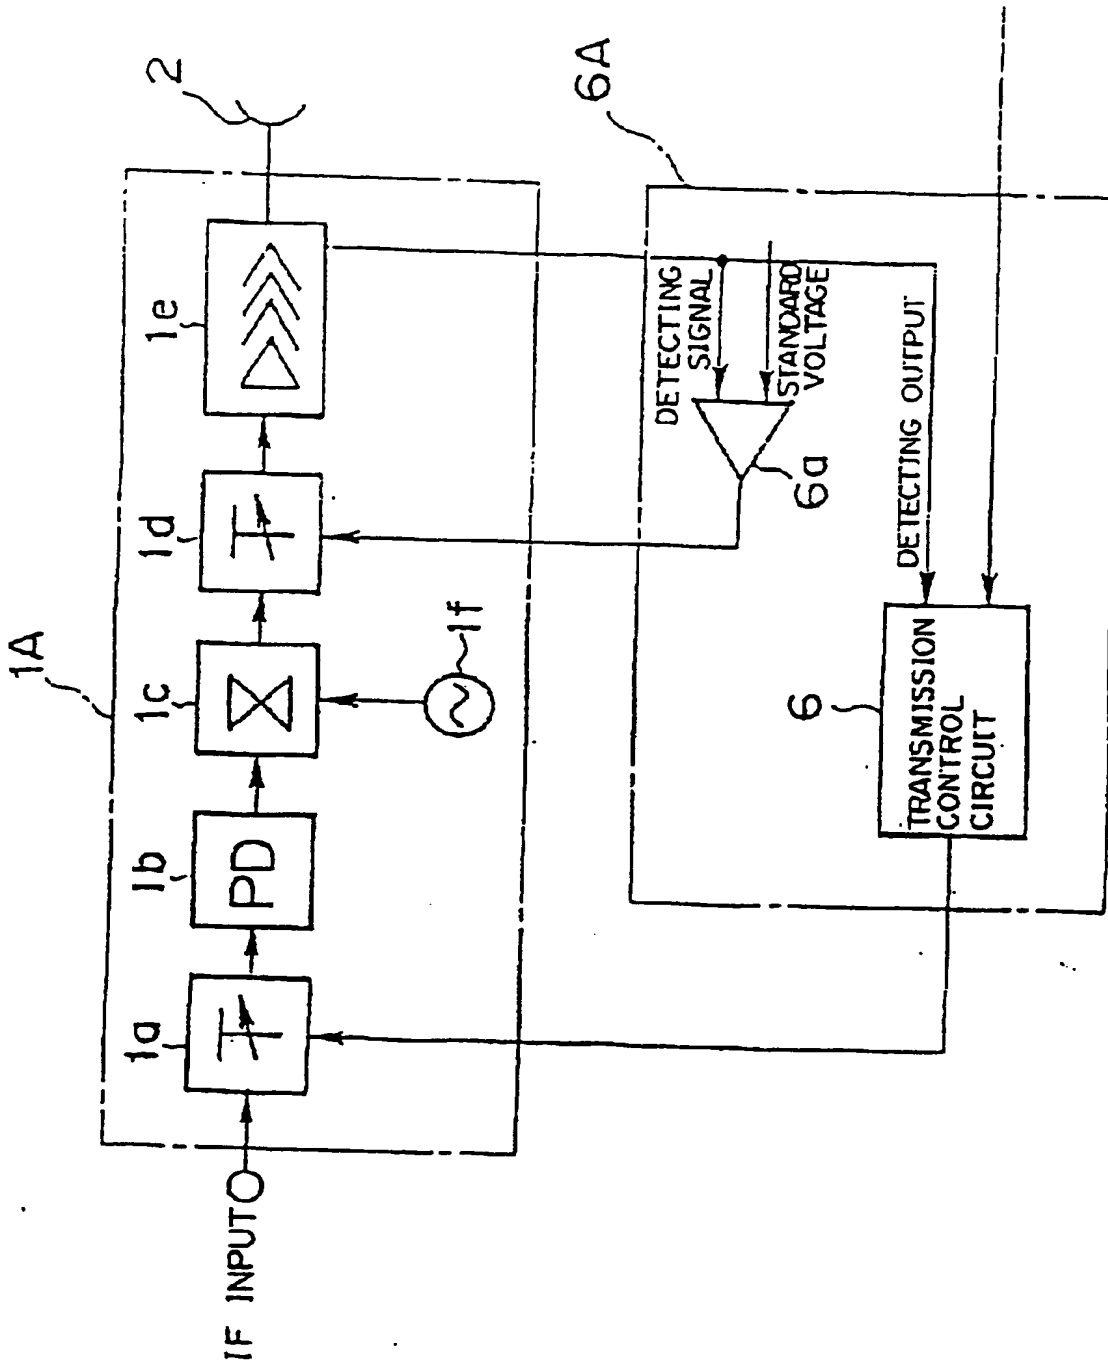 1A
2
IF INPUT
1a
1b
PD
1c
1d
1e
1f
6A
DETECTING
SIGNAL
STANDARD
VOLTAGE
6a
DETECTING OUTPUT
6
TRANSMISSION
CONTROL
CIRCUIT